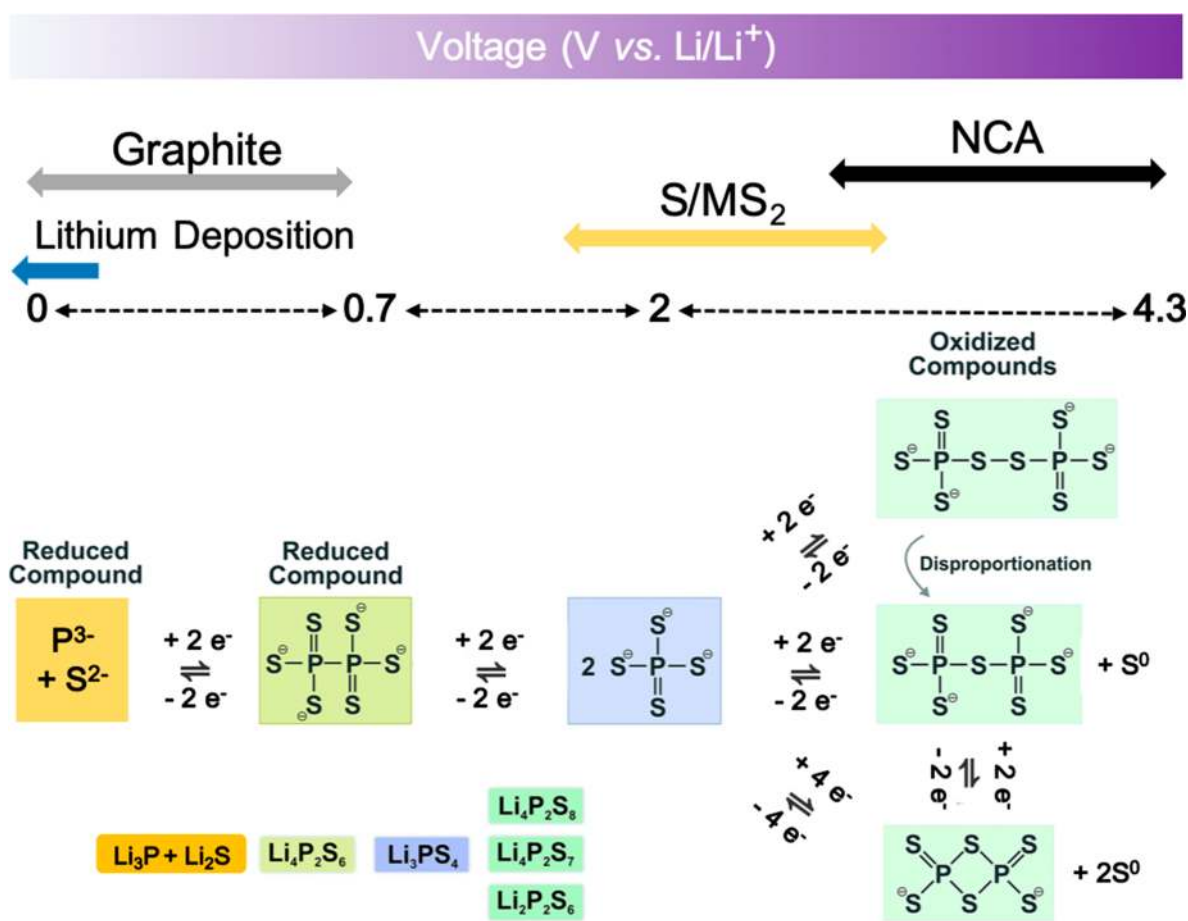 Voltage (V vs. Li/Li⁺)
Graphite
NCA
S/MS₂
Lithium Deposition
0 0.7 2 4.3
Oxidized
Compounds
S S⊖
S⊖–P–S–S–P–S⊖
S⊖ S
+ 2 e⁻
- 2 e⁻
Disproportionation
Reduced
Compound
P³⁻
+ S²⁻
+ 2 e⁻
- 2 e⁻
Reduced
Compound
S S⊖
S⊖–P–P–S⊖
S⊖ S
+ 2 e⁻
- 2 e⁻
S⊖
2 S⊖–P–S⊖
S
+ 2 e⁻
- 2 e⁻
S S⊖
S⊖–P–S–P–S⊖ + S⁰
S⊖ S
+ 4 e⁻
- 4 e⁻
- 2 e⁻ + 2 e⁻
S S S
P P
S⊖ S S⊖
+ 2S⁰
Li₄P₂S₈
Li₃P + Li₂S Li₄P₂S₆ Li₃PS₄ Li₄P₂S₇
Li₂P₂S₆